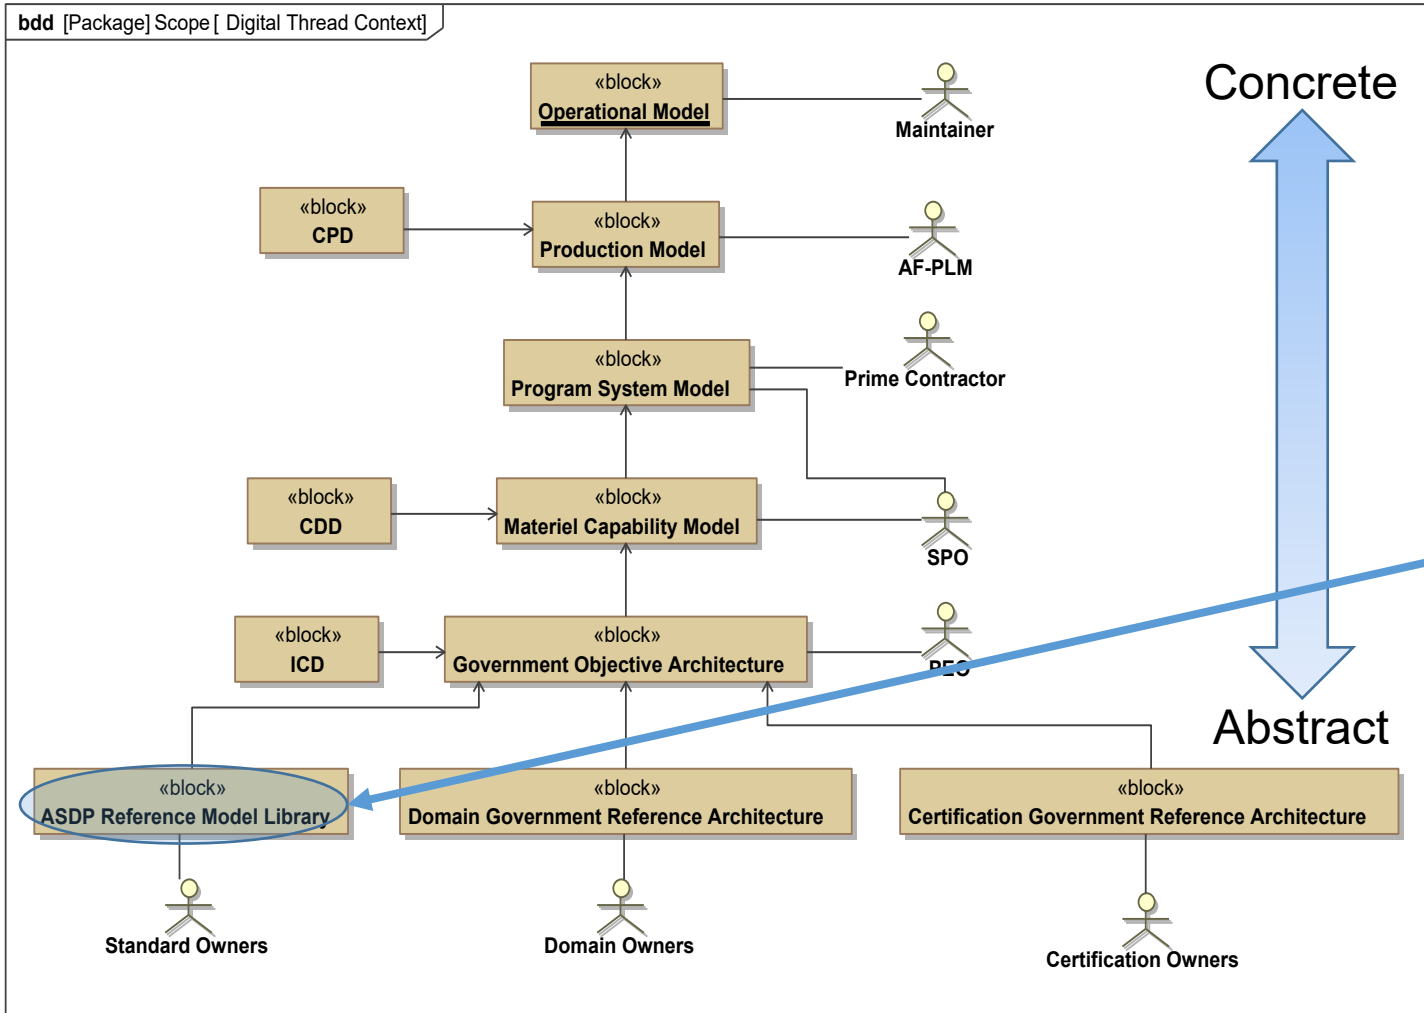 bdd [Package] Scope [ Digital Thread Context]
«block»
Operational Model
Maintainer
Concrete
«block»
CPD
«block»
Production Model
AF-PLM
«block»
Program System Model
Prime Contractor
«block»
CDD
«block»
Materiel Capability Model
SPO
«block»
ICD
«block»
Government Objective Architecture
PEO
Abstract
«block»
ASDP Reference Model Library
«block»
Domain Government Reference Architecture
«block»
Certification Government Reference Architecture
Standard Owners
Domain Owners
Certification Owners